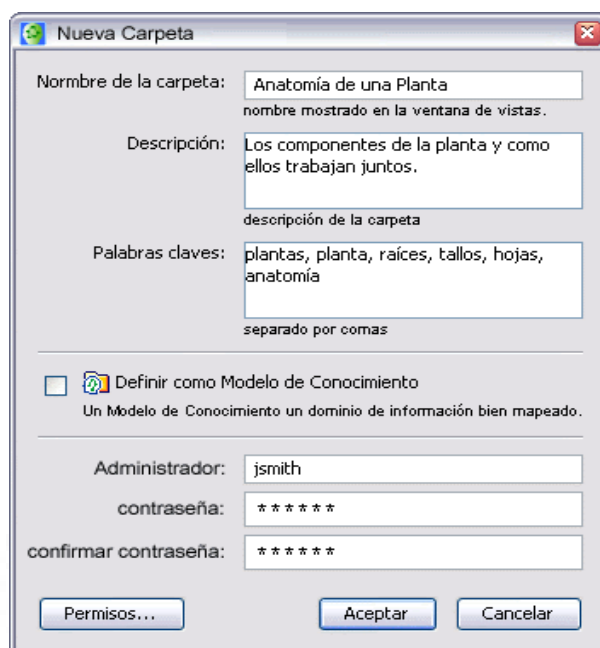 Nueva Carpeta
Normbre de la carpeta: Anatomía de una Planta
nombre mostrado en la ventana de vistas.
Descripción: Los componentes de la planta y como
ellos trabajan juntos.
descripción de la carpeta
Palabras claves: plantas, planta, raíces, tallos, hojas,
anatomía
separado por comas
Definir como Modelo de Conocimiento
Un Modelo de Conocimiento un dominio de información bien mapeado.
Administrador: jsmith
contraseña: ******
confirmar contraseña: ******
Permisos... Aceptar Cancelar